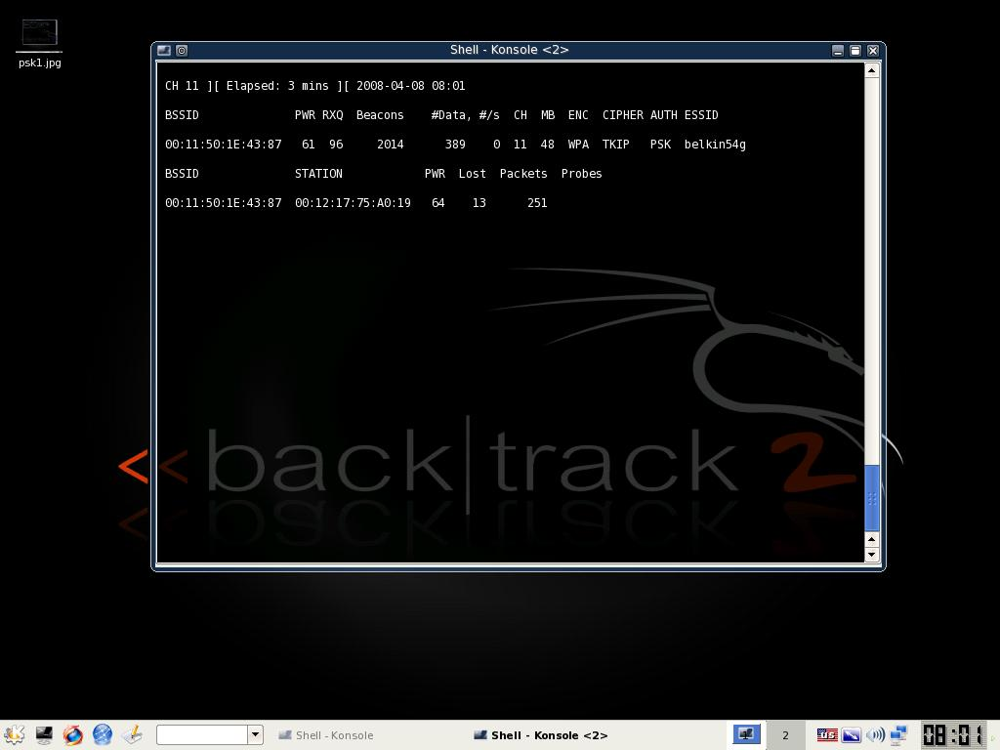 psk1.jpg
Shell - Konsole <2>
CH 11 ][ Elapsed: 3 mins ][ 2008-04-08 08:01
BSSID PWR RXQ Beacons #Data, #/s CH MB ENC CIPHER AUTH ESSID
00:11:50:1E:43:87 61 96 2014 389 0 11 48 WPA TKIP PSK belkin54g
BSSID STATION PWR Lost Packets Probes
00:11:50:1E:43:87 00:12:17:75:A0:19 64 13 251
<< back|track 2
Shell - Konsole
Shell - Konsole <2>
2
US
08:01